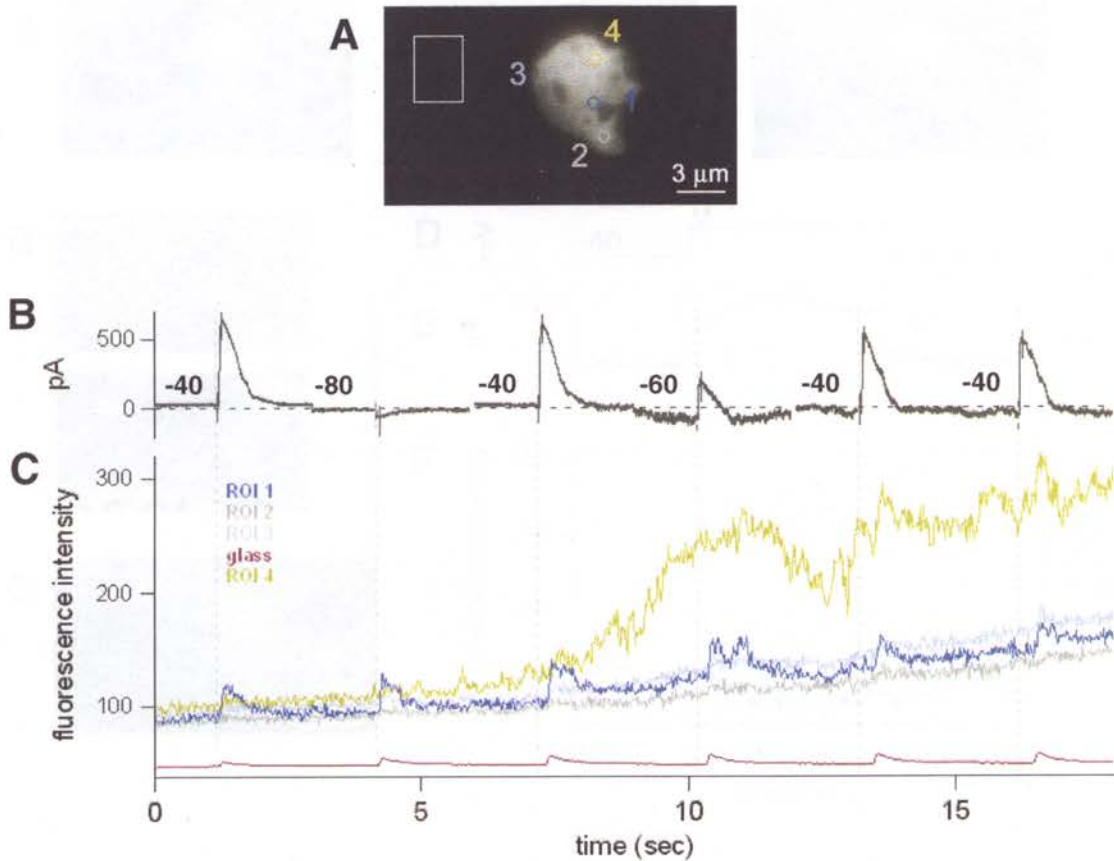 A
4
3
1
2
3 µm
B
500
0
pA
-40 -80 -40 -60 -40 -40
C
300
200
100
fluorescence intensity
ROI 1
ROI 2
ROI 3
glass
ROI 4
0 5 10 15
time (sec)